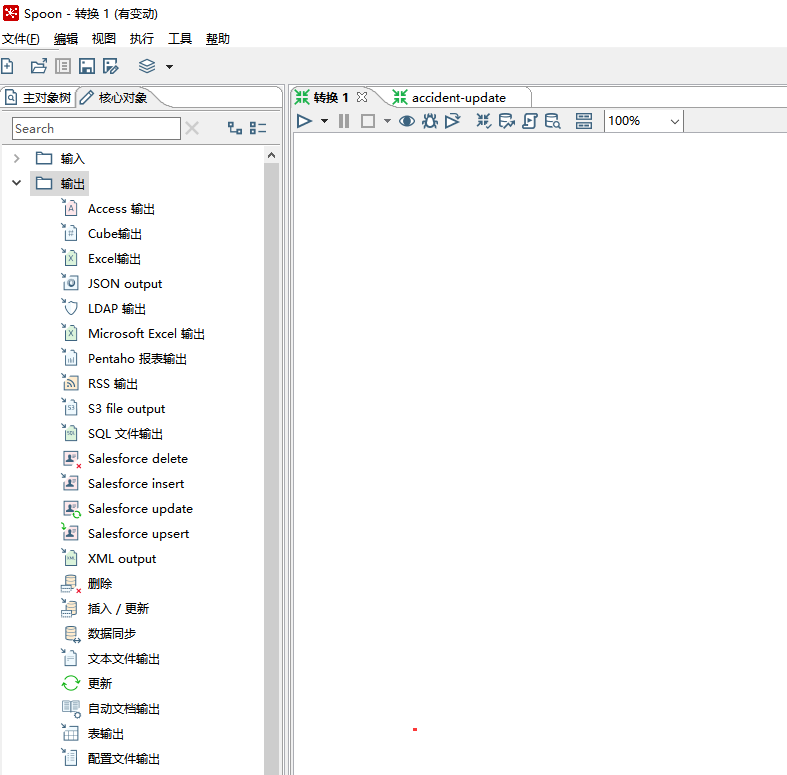 Spoon - 转换 1 (有变动)
文件(F) 编辑 视图 执行 工具 帮助
主对象树 核心对象 转换 1 accident-update
100%
Search
输入
输出
Access 输出
Cube输出
Excel输出
JSON output
LDAP 输出
Microsoft Excel 输出
Pentaho 报表输出
RSS 输出
S3 file output
SQL 文件输出
Salesforce delete
Salesforce insert
Salesforce update
Salesforce upsert
XML output
删除
插入 / 更新
数据同步
文本文件输出
更新
自动文档输出
表输出
配置文件输出